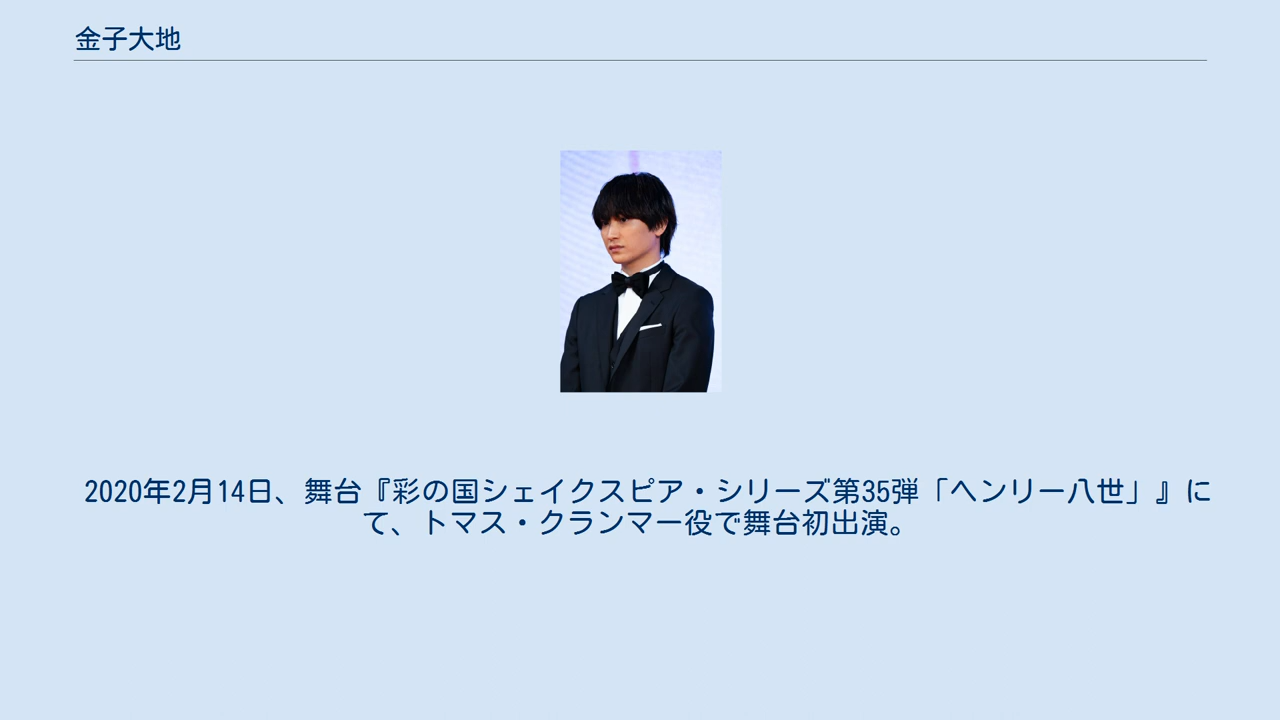 金子大地
2020年2月14日、舞台『彩の国シェイクスピア・シリーズ第35弾「ヘンリー八世」』に
て、トマス・クランマー役で舞台初出演。